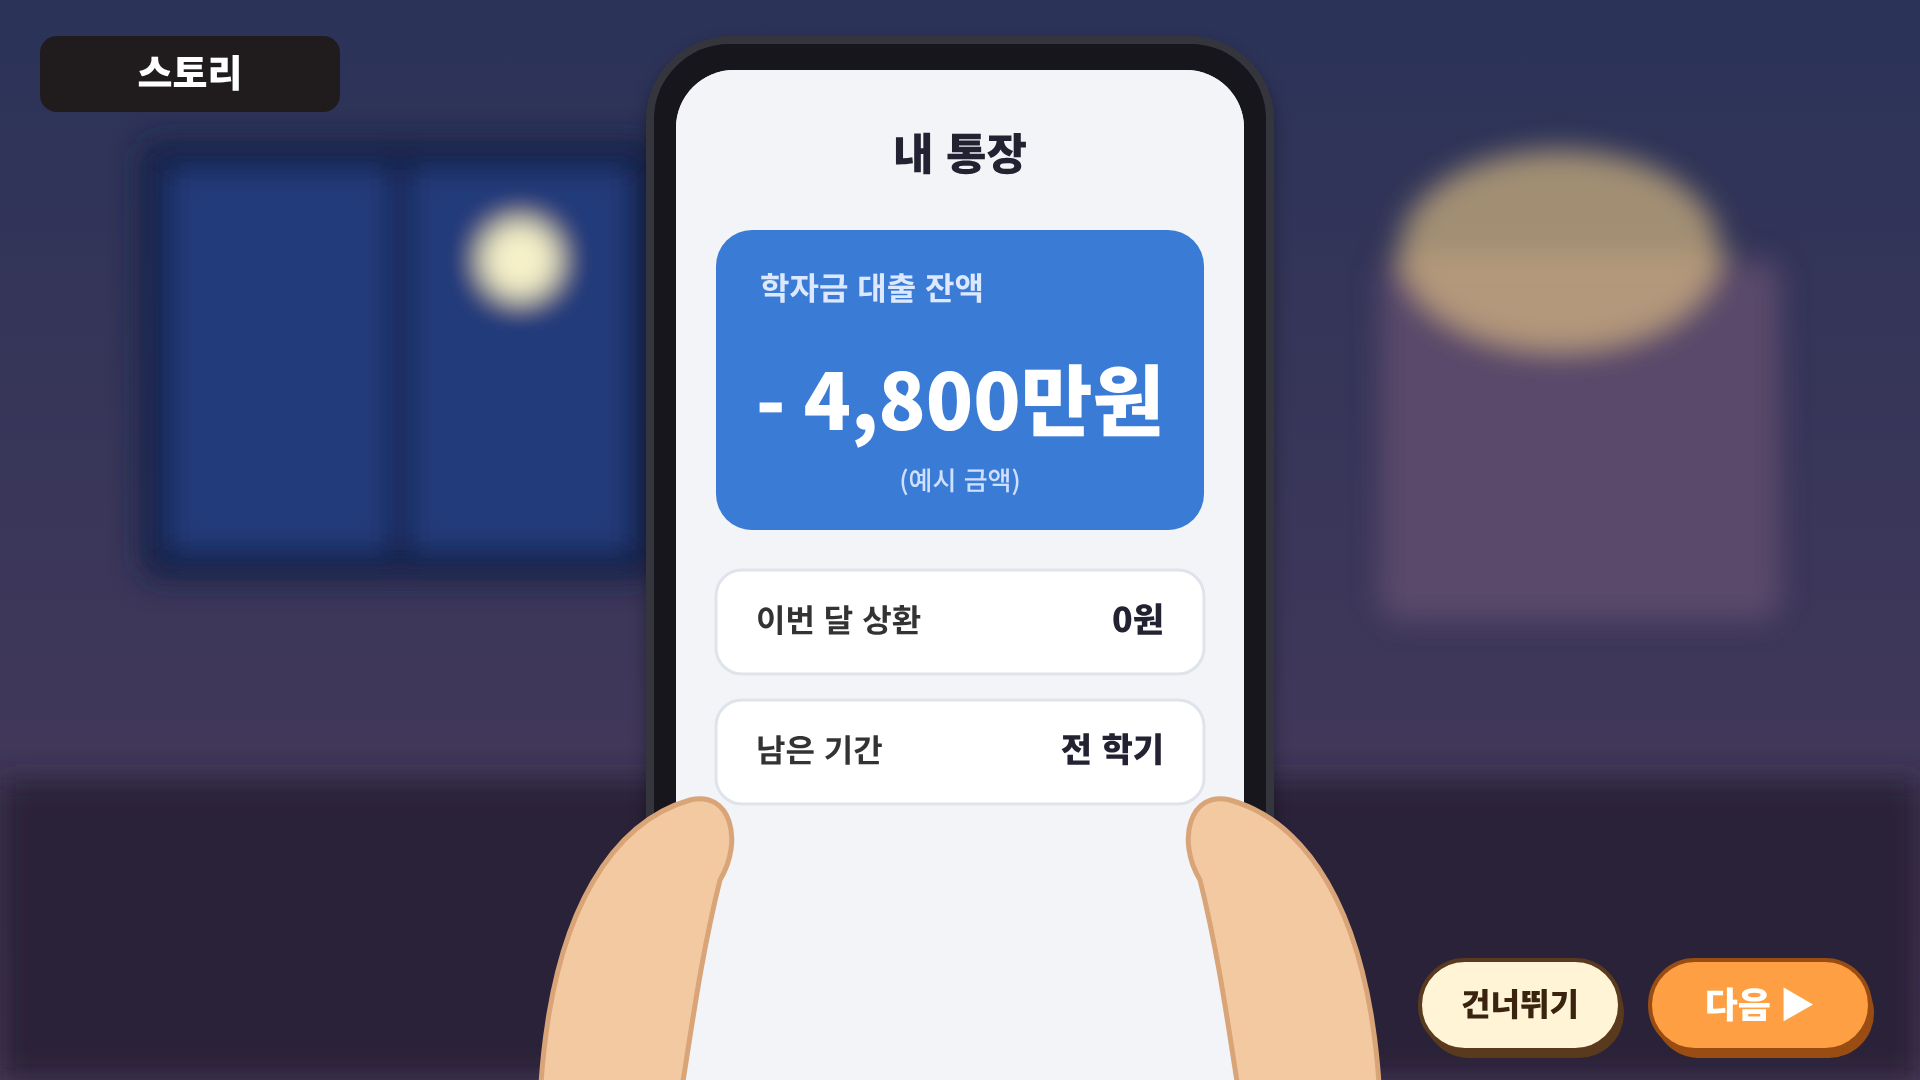 스토리
내 통장
학자금 대출 잔액
- 4,800만원
(예시 금액)
이번 달 상환 0원
남은 기간 전 학기
건너뛰기 다음 ▶